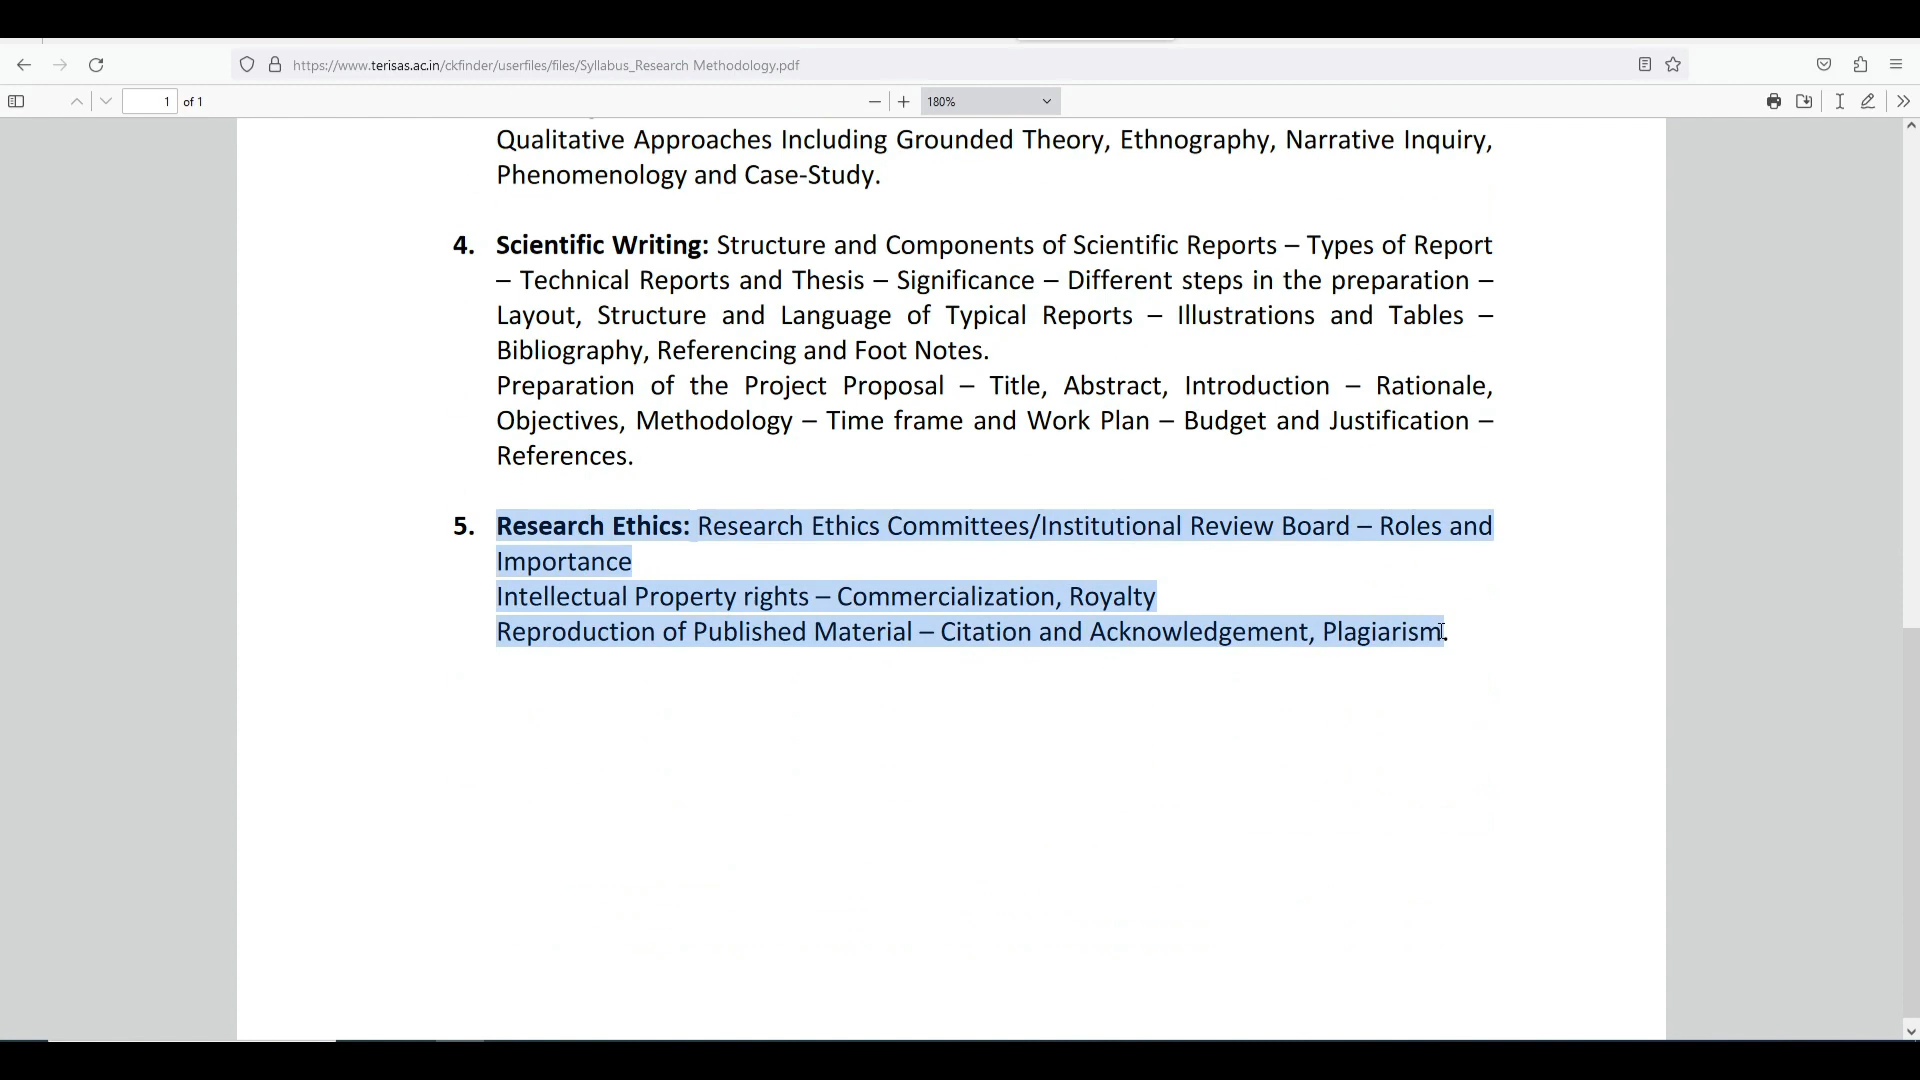 https://www.terisas.ac.in/ckfinder/userfiles/files/Syllabus_Research Methodology.pdf
1 of 1
180%
Qualitative Approaches Including Grounded Theory, Ethnography, Narrative Inquiry,
Phenomenology and Case-Study.
4. Scientific Writing: Structure and Components of Scientific Reports – Types of Report
– Technical Reports and Thesis – Significance – Different steps in the preparation –
Layout, Structure and Language of Typical Reports – Illustrations and Tables –
Bibliography, Referencing and Foot Notes.
Preparation of the Project Proposal – Title, Abstract, Introduction – Rationale,
Objectives, Methodology – Time frame and Work Plan – Budget and Justification –
References.
5. Research Ethics: Research Ethics Committees/Institutional Review Board – Roles and
Importance
Intellectual Property rights – Commercialization, Royalty
Reproduction of Published Material – Citation and Acknowledgement, Plagiarism.